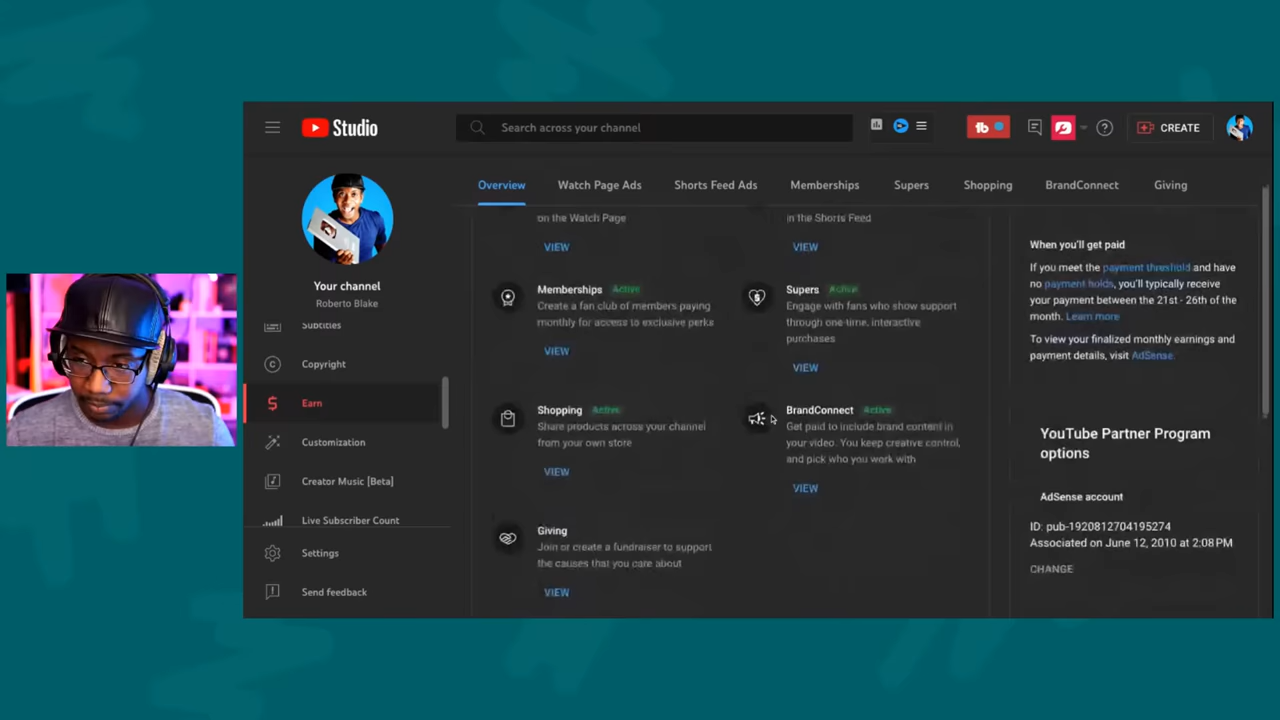 Studio
Search across your channel
tb
?
CREATE
Your channel
Roberto Blake
Subtitles
Copyright
Earn
Customization
Creator Music [Beta]
Live Subscriber Count
Settings
Send feedback
Overview
Watch Page Ads
Shorts Feed Ads
Memberships
Supers
Shopping
BrandConnect
Giving
on the Watch Page
VIEW
in the Shorts Feed
VIEW
Memberships Active
Create a fan club of members paying
monthly for access to exclusive perks
VIEW
Supers Active
Engage with fans who show support
through one-time, interactive
purchases
VIEW
Shopping Active
Share products across your channel
from your own store
VIEW
BrandConnect Active
Get paid to include brand content in
your video. You keep creative control,
and pick who you work with
VIEW
Giving
Join or create a fundraiser to support
the causes that you care about
VIEW
When you'll get paid
If you meet the payment threshold and have
no payment holds, you'll typically receive
your payment between the 21st - 26th of the
month. Learn more
To view your finalized monthly earnings and
payment details, visit AdSense.
YouTube Partner Program
options
AdSense account
ID: pub-1920812704195274
Associated on June 12, 2010 at 2:08 PM
CHANGE